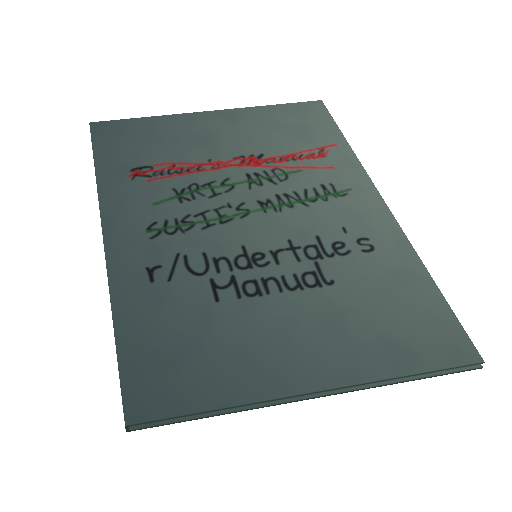 Ralsei's Manual
KRIS AND
SUSIE'S MANUAL
r/Undertale's
Manual